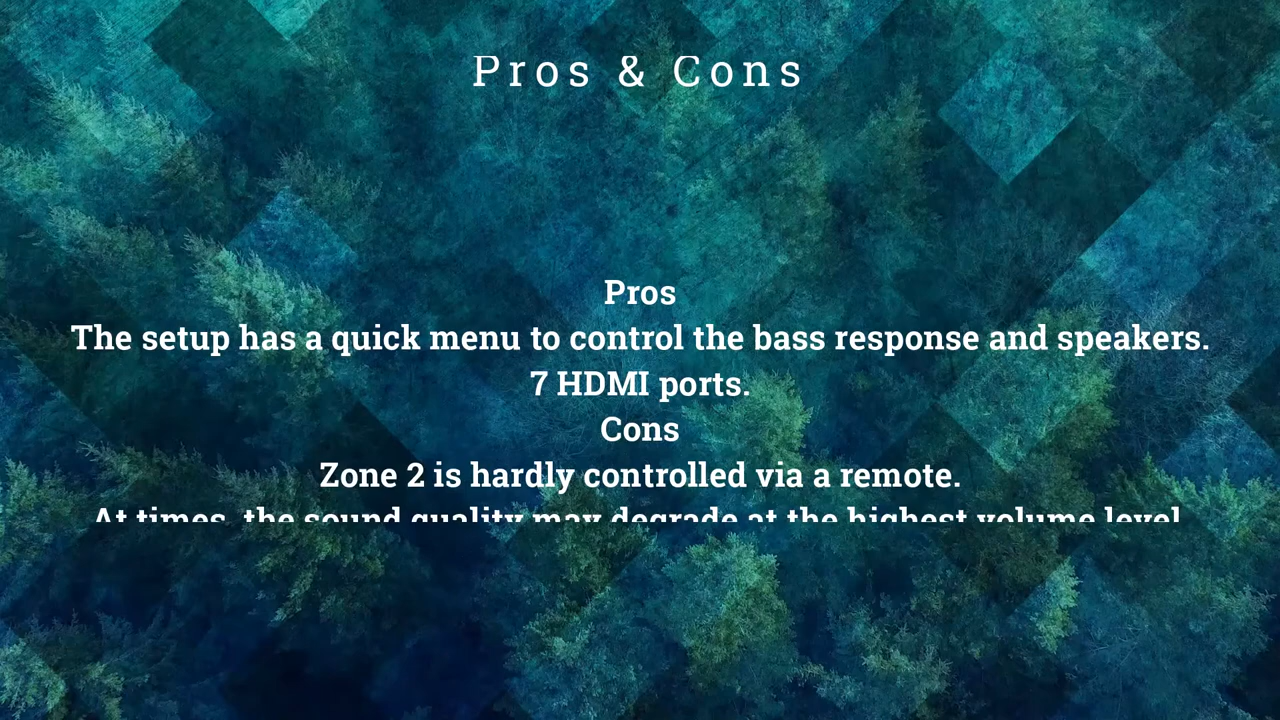 Pros & Cons
Pros
The setup has a quick menu to control the bass response and speakers.
7 HDMI ports.
Cons
Zone 2 is hardly controlled via a remote.
At times, the sound quality may degrade at the highest volume level